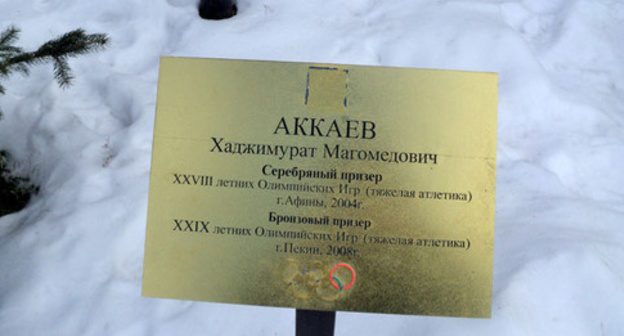 АККАЕВ
Хаджимурат Магомедович
Серебряный призер
XXVIII летних Олимпийских Игр (тяжелая атлетика)
г.Афины, 2004г.
Бронзовый призер
XXIX летних Олимпийских Игр (тяжелая атлетика)
г.Пекин, 2008г.